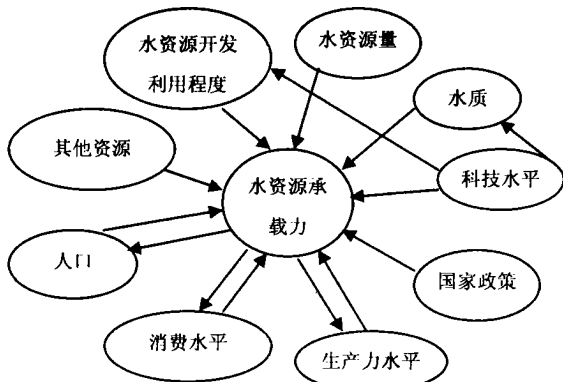 水资源开发
利用程度
水资源量
水质
其他资源
水资源承
载力
科技水平
人口
国家政策
消费水平
生产力水平